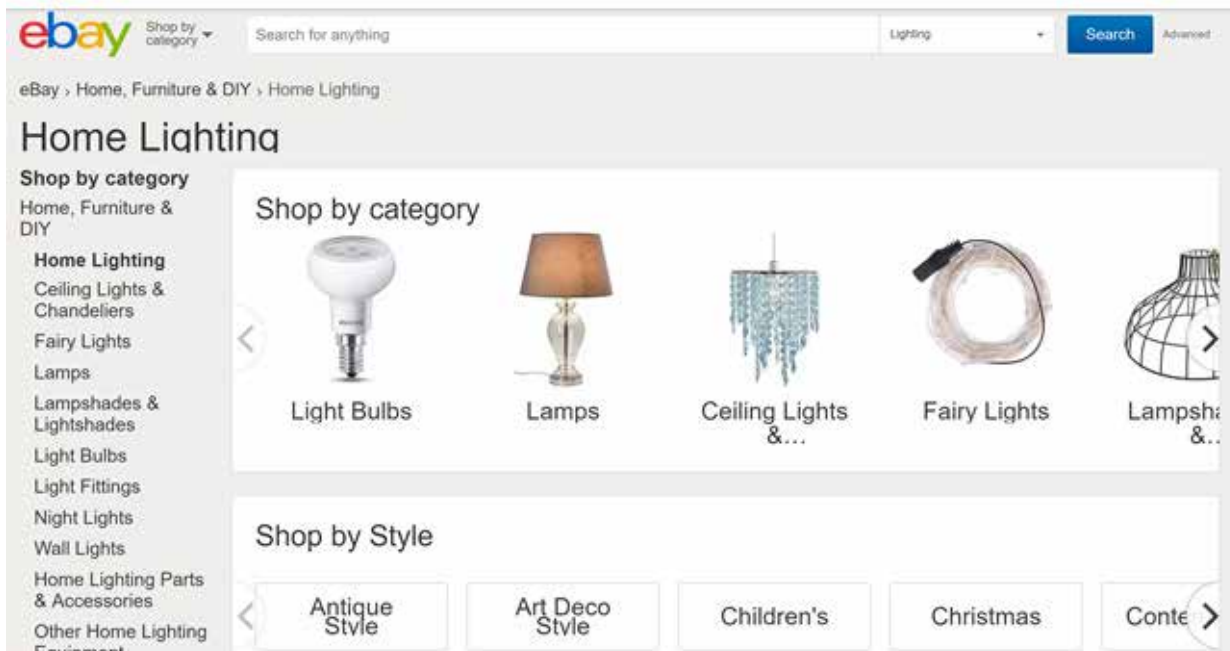 ebay
Shop by
category
Search for anything
Lighting
Search
Advanced
eBay › Home, Furniture & DIY › Home Lighting
Home Lighting
Shop by category
Home, Furniture &
DIY
Home Lighting
Ceiling Lights &
Chandeliers
Fairy Lights
Lamps
Lampshades &
Lightshades
Light Bulbs
Light Fittings
Night Lights
Wall Lights
Home Lighting Parts
& Accessories
Other Home Lighting
Equipment
Shop by category
Light Bulbs
Lamps
Ceiling Lights
&...
Fairy Lights
Lampsha
&..
Shop by Style
Antique
Style
Art Deco
Style
Children's
Christmas
Conte